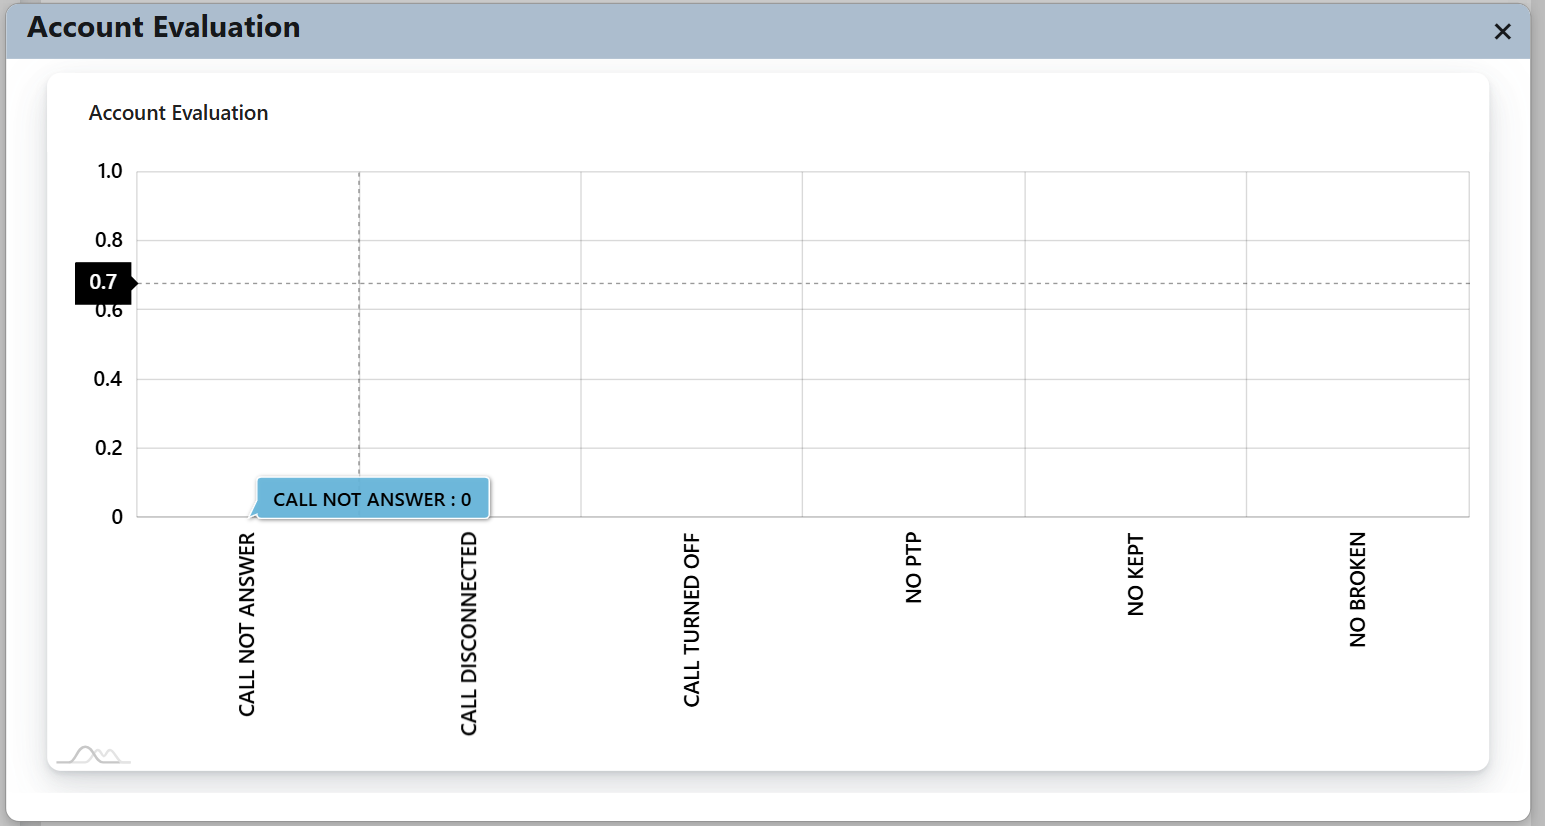 Account Evaluation
Account Evaluation
1.0
0.8
0.7
0.6
0.4
0.2
0
CALL NOT ANSWER : 0
CALL NOT ANSWER
CALL DISCONNECTED
CALL TURNED OFF
NO PTP
NO KEPT
NO BROKEN